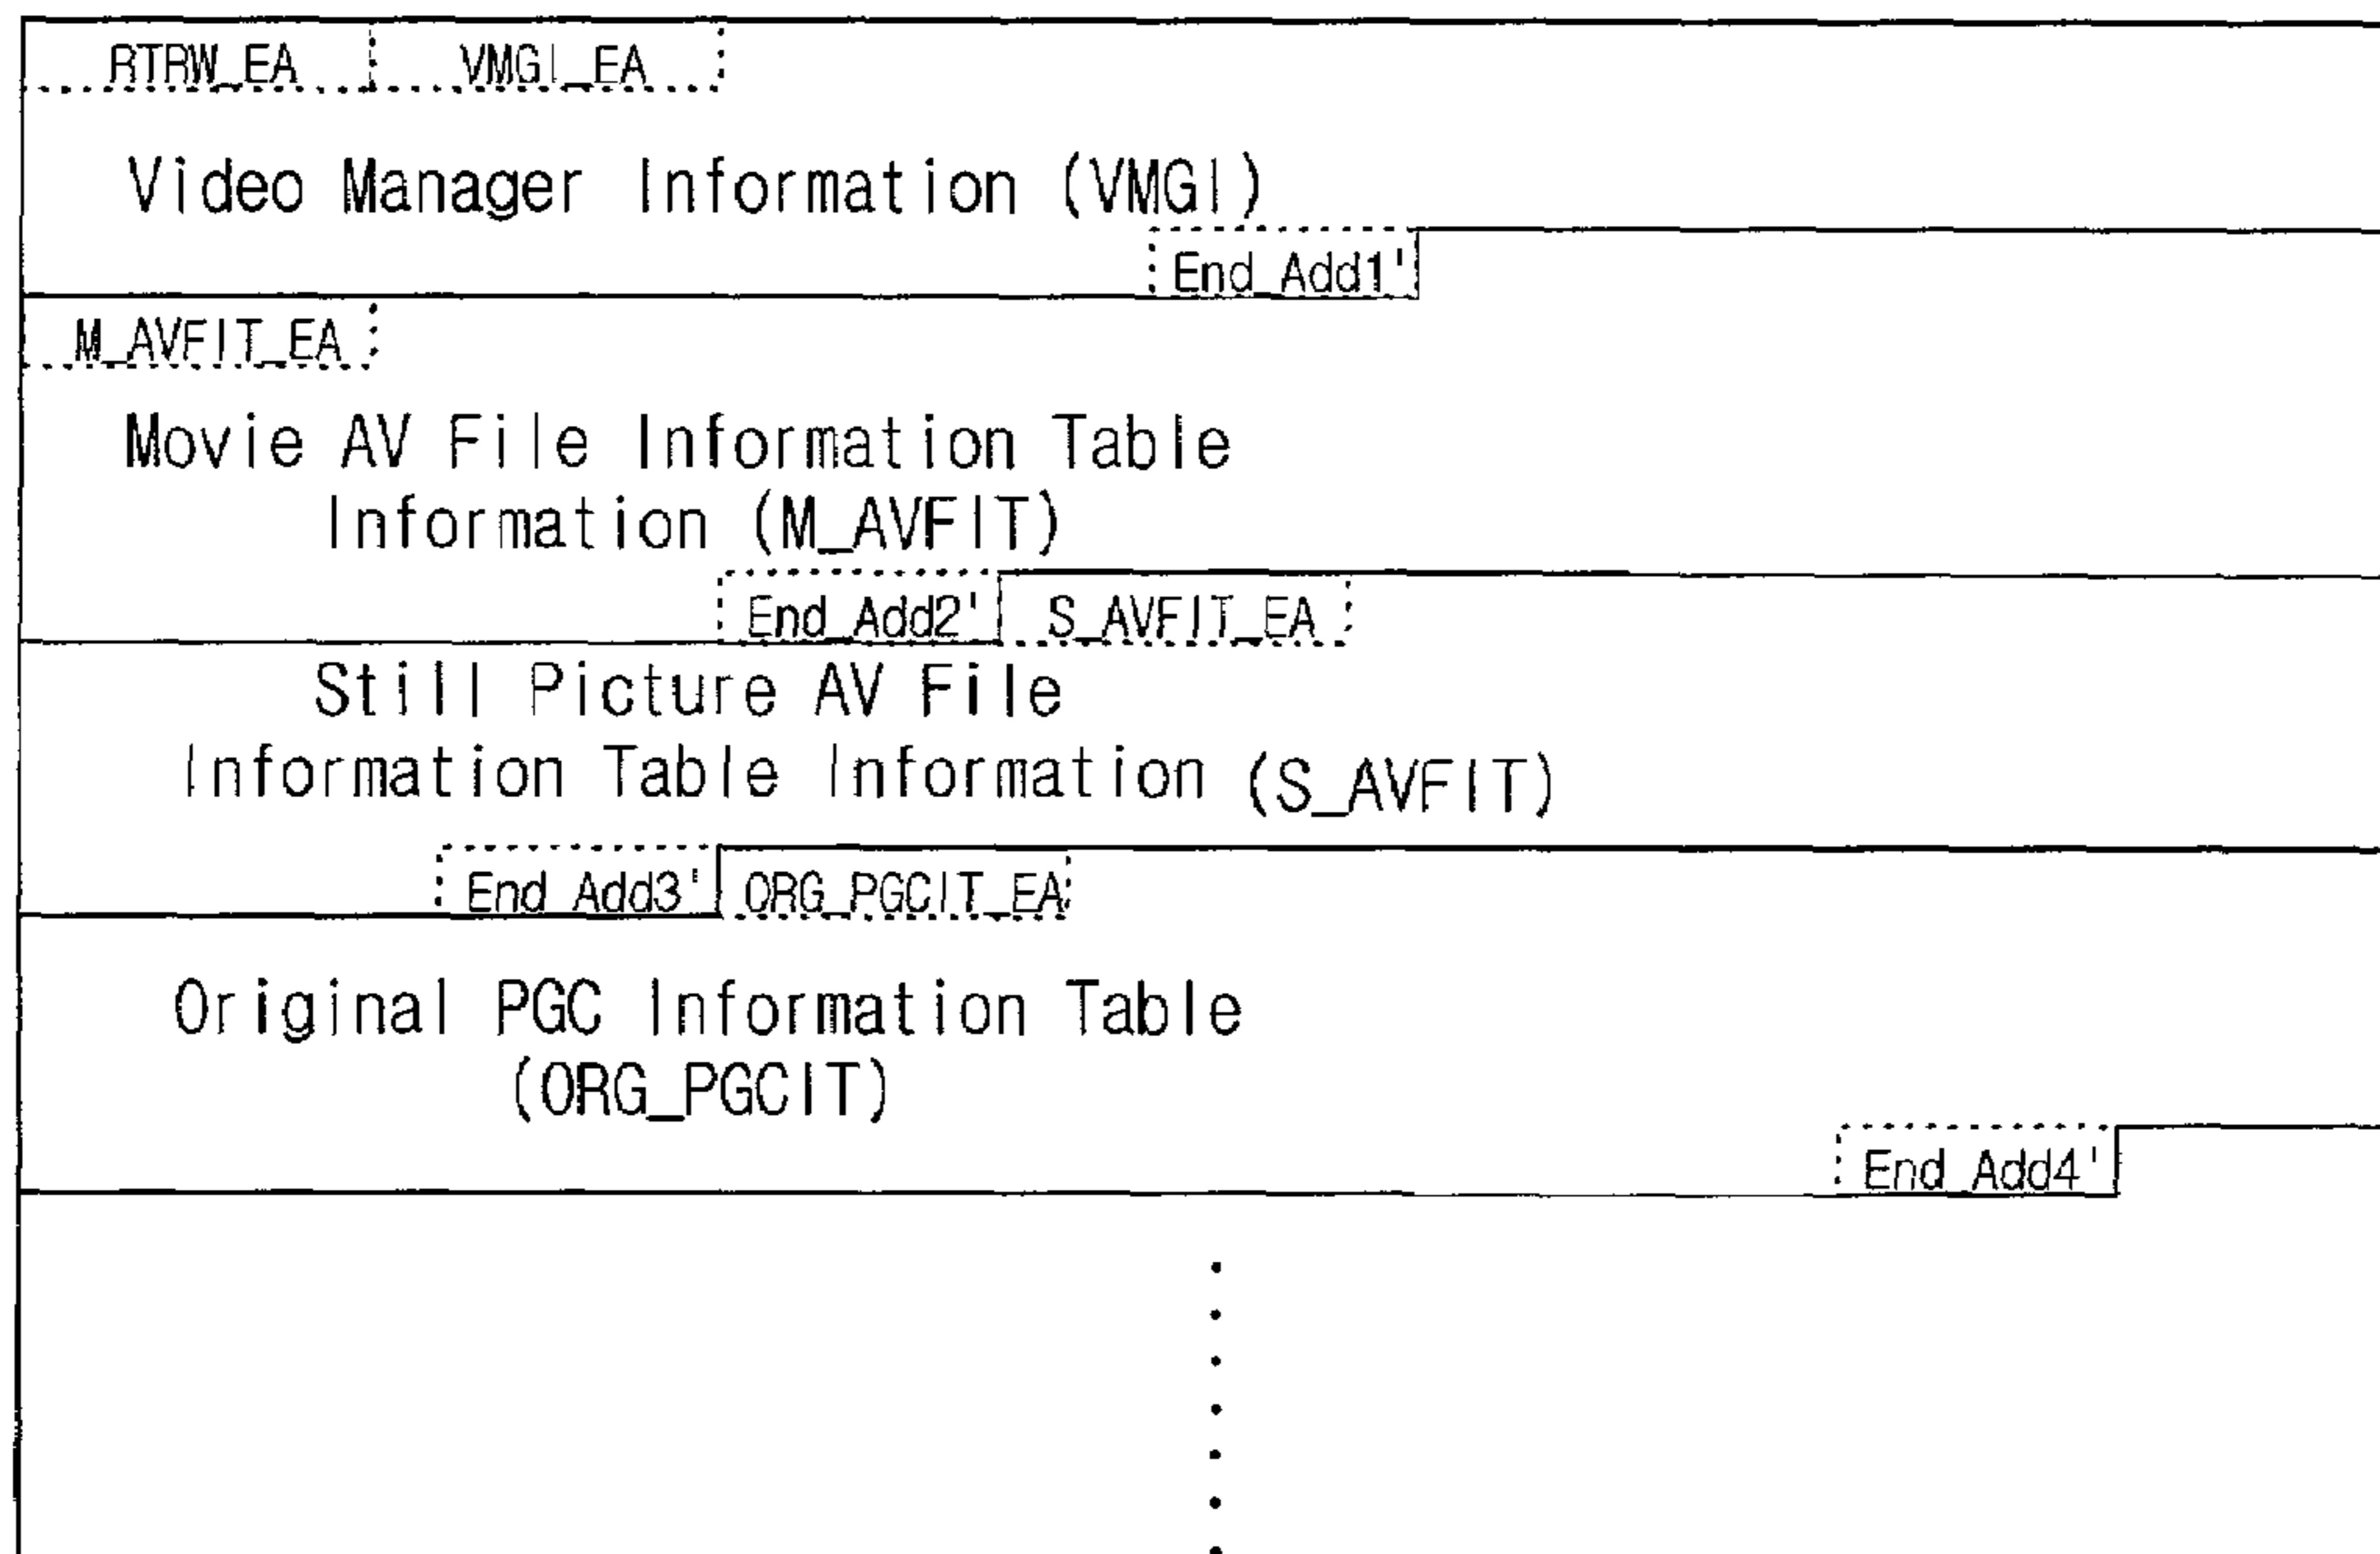 RTRW_EA VMGI_EA
Video Manager Information (VMGI)
End_Add1'
M_AVFIT_EA
Movie AV File Information Table
Information (M_AVFIT)
End_Add2' S_AVFIT_EA
Still Picture AV File
Information Table Information (S_AVFIT)
End_Add3' ORG_PGCIT_EA
Original PGC Information Table
(ORG_PGCIT)
End_Add4'